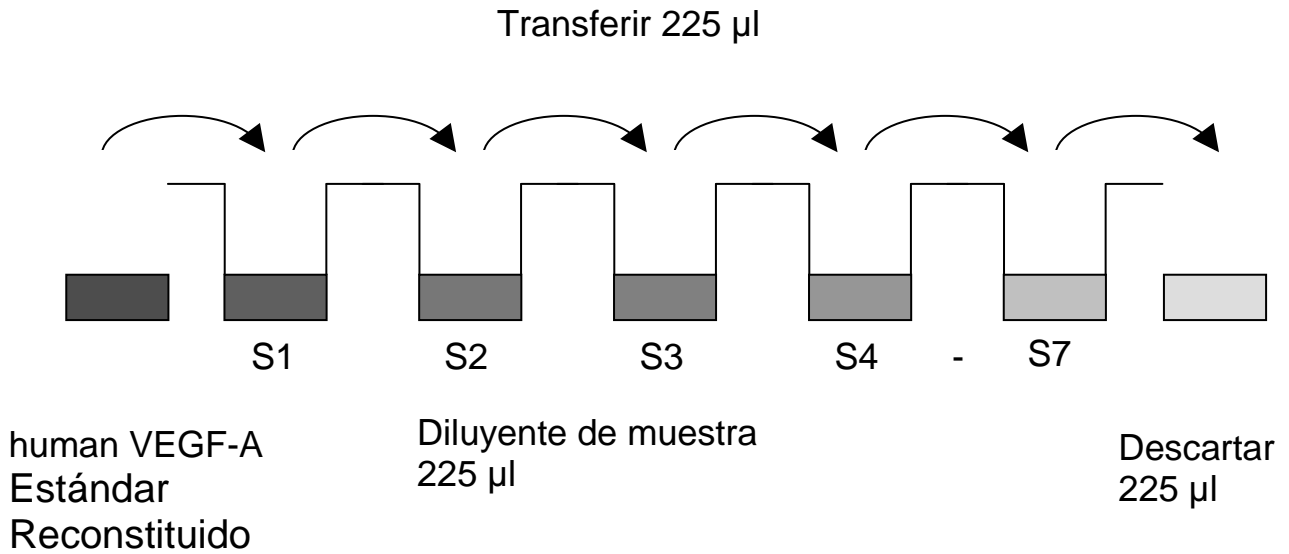 Transferir 225 µl
S1 S2 S3 S4 - S7
human VEGF-A
Estándar
Reconstituido
Diluyente de muestra
225 µl
Descartar
225 µl